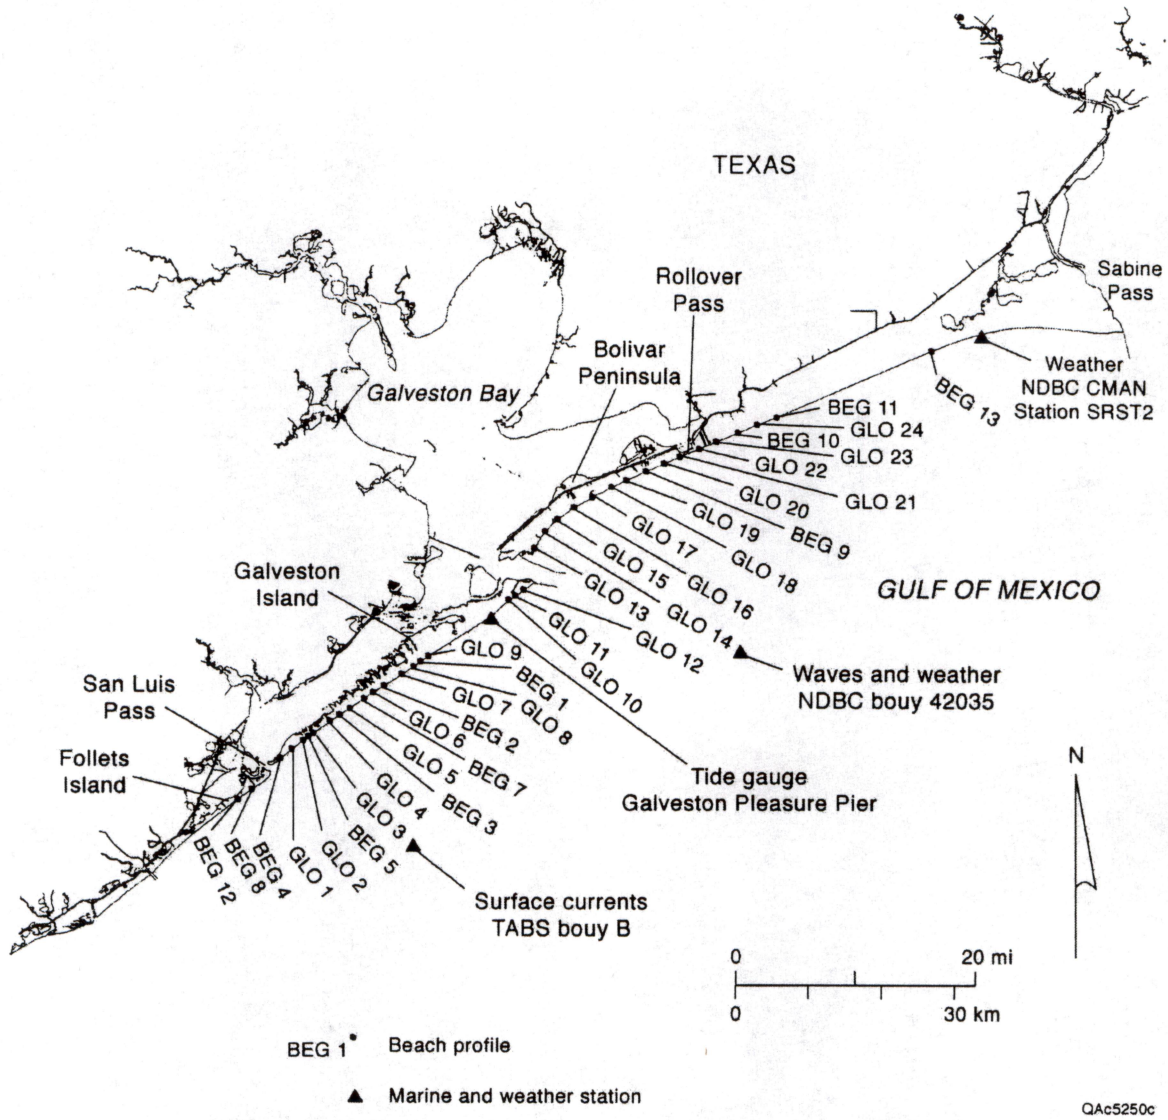 TEXAS
Sabine
Pass
Rollover
Pass
Bolivar
Peninsula
Galveston Bay
Weather
NDBC CMAN
Station SRST2
BEG 13
BEG 11
GLO 24
BEG 10
GLO 23
GLO 22
GLO 21
GLO 20
BEG 9
GLO 19
GLO 18
GLO 17
GLO 16
GLO 15
GLO 14
GLO 13
GLO 12
GLO 11
GLO 10
GULF OF MEXICO
Galveston
Island
Waves and weather
NDBC bouy 42035
GLO 9
BEG 1
GLO 8
GLO 7
BEG 2
GLO 6
BEG 7
GLO 5
BEG 3
GLO 4
GLO 3
BEG 5
GLO 2
GLO 1
BEG 4
BEG 8
BEG 12
San Luis
Pass
Follets
Island
Tide gauge
Galveston Pleasure Pier
Surface currents
TABS bouy B
N
0 20 mi
0 30 km
BEG 1 Beach profile
Marine and weather station
QAc5250c